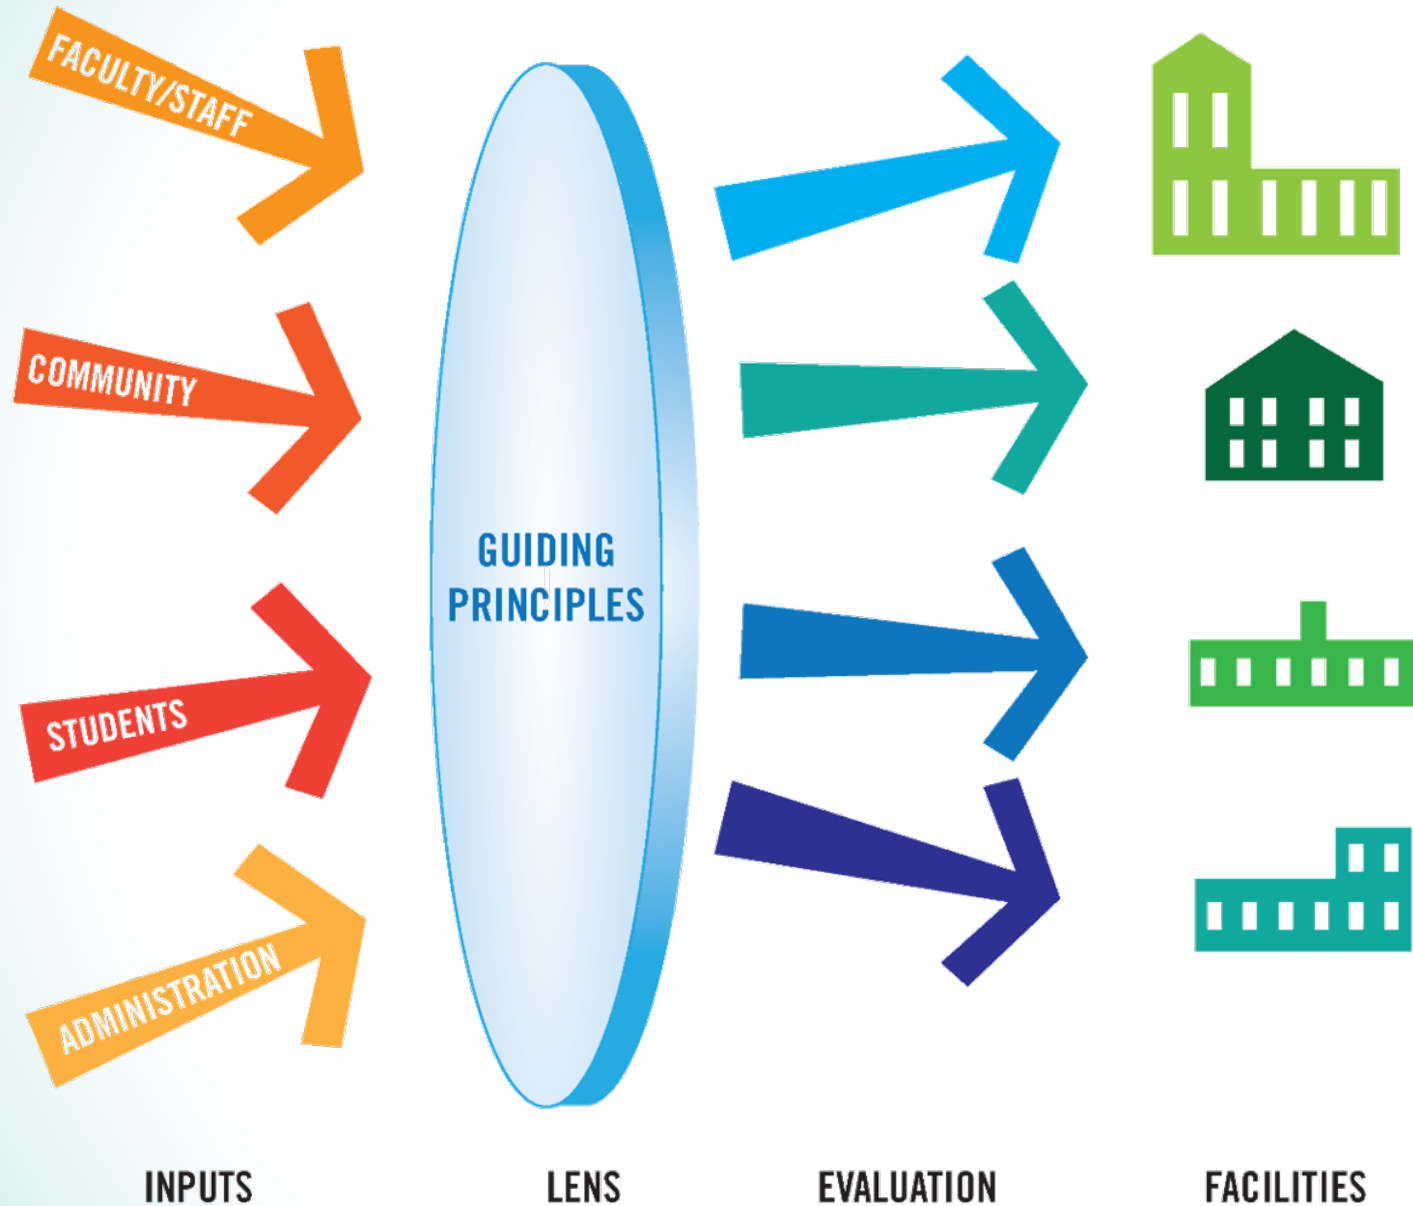 FACULTY/STAFF
COMMUNITY
STUDENTS
ADMINISTRATION
GUIDING
PRINCIPLES
INPUTS
LENS
EVALUATION
FACILITIES